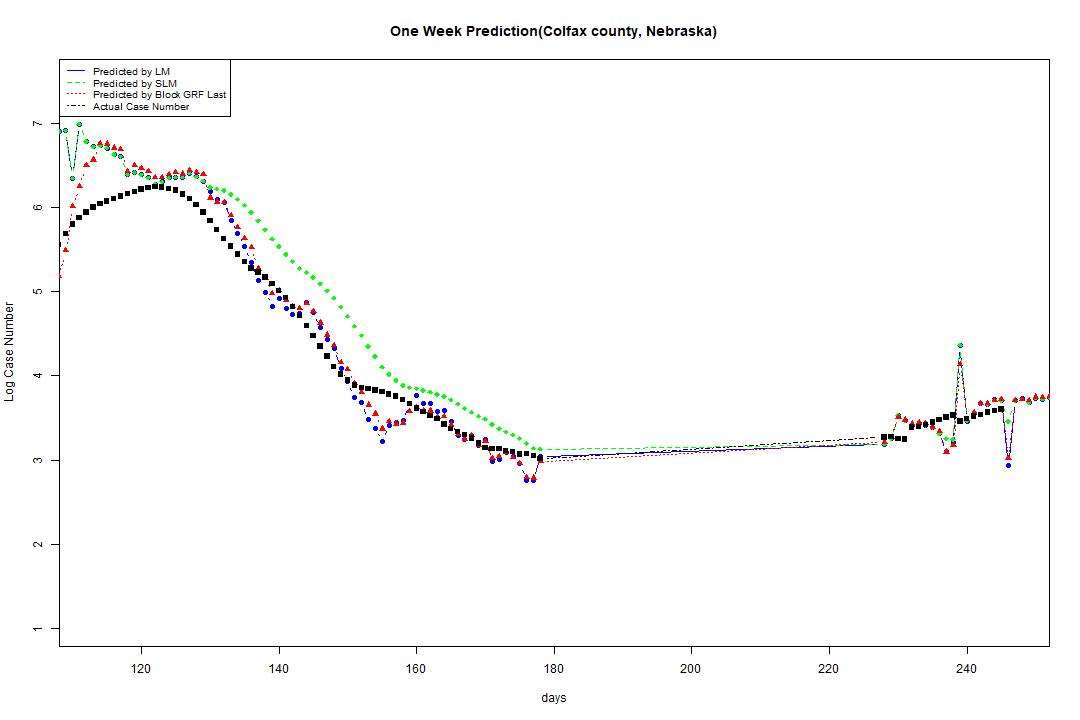 One Week Prediction(Colfax county, Nebraska)
Predicted by LM
Predicted by SLM
Predicted by Block GRF Last
Actual Case Number
7
6
5
4
3
2
1
Log Case Number
120 140 160 180 200 220 240
days